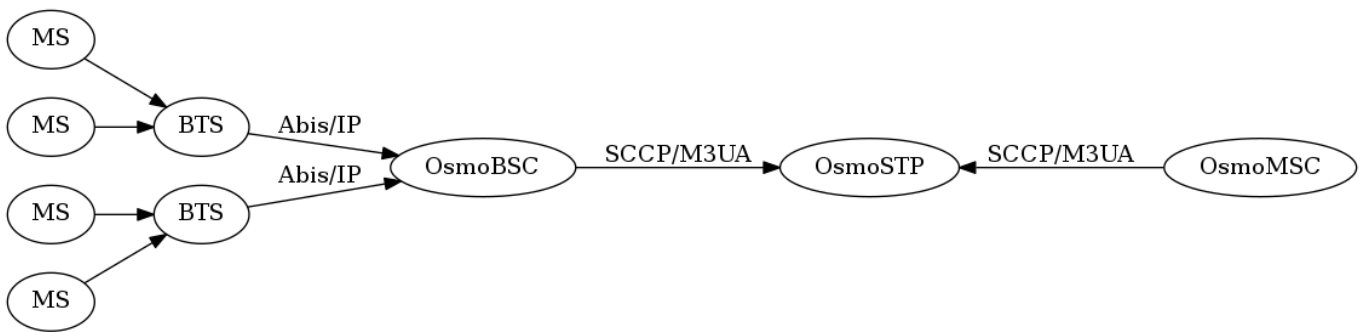 MS
MS
BTS
Abis/IP
Abis/IP
MS
BTS
MS
OsmoBSC
SCCP/M3UA
OsmoSTP
SCCP/M3UA
OsmoMSC